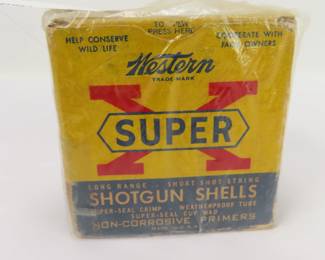 TO OPEN
PRESS HERE
HELP CONSERVE
WILD LIFE
COOPERATE WITH
FARM OWNERS
Western
TRADE MARK
X
SUPER
LONG RANGE · SHORT SHOT STRING
SHOTGUN SHELLS
SUPER-SEAL CRIMP · WEATHERPROOF TUBE
SUPER-SEAL CUP WAD
NON-CORROSIVE PRIMERS